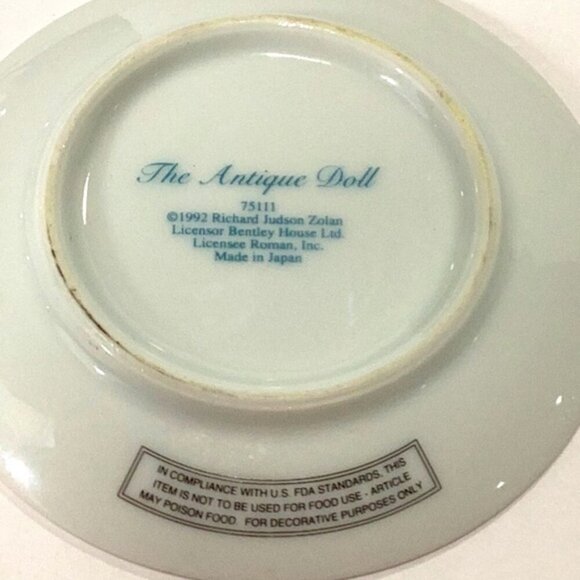 The Antique Doll
75111
©1992 Richard Judson Zolan
Licensor Bentley House Ltd.
Licensee Roman, Inc.
Made in Japan
IN COMPLIANCE WITH U.S. FDA STANDARDS, THIS
ITEM IS NOT TO BE USED FOR FOOD USE - ARTICLE
MAY POISON FOOD. FOR DECORATIVE PURPOSES ONLY